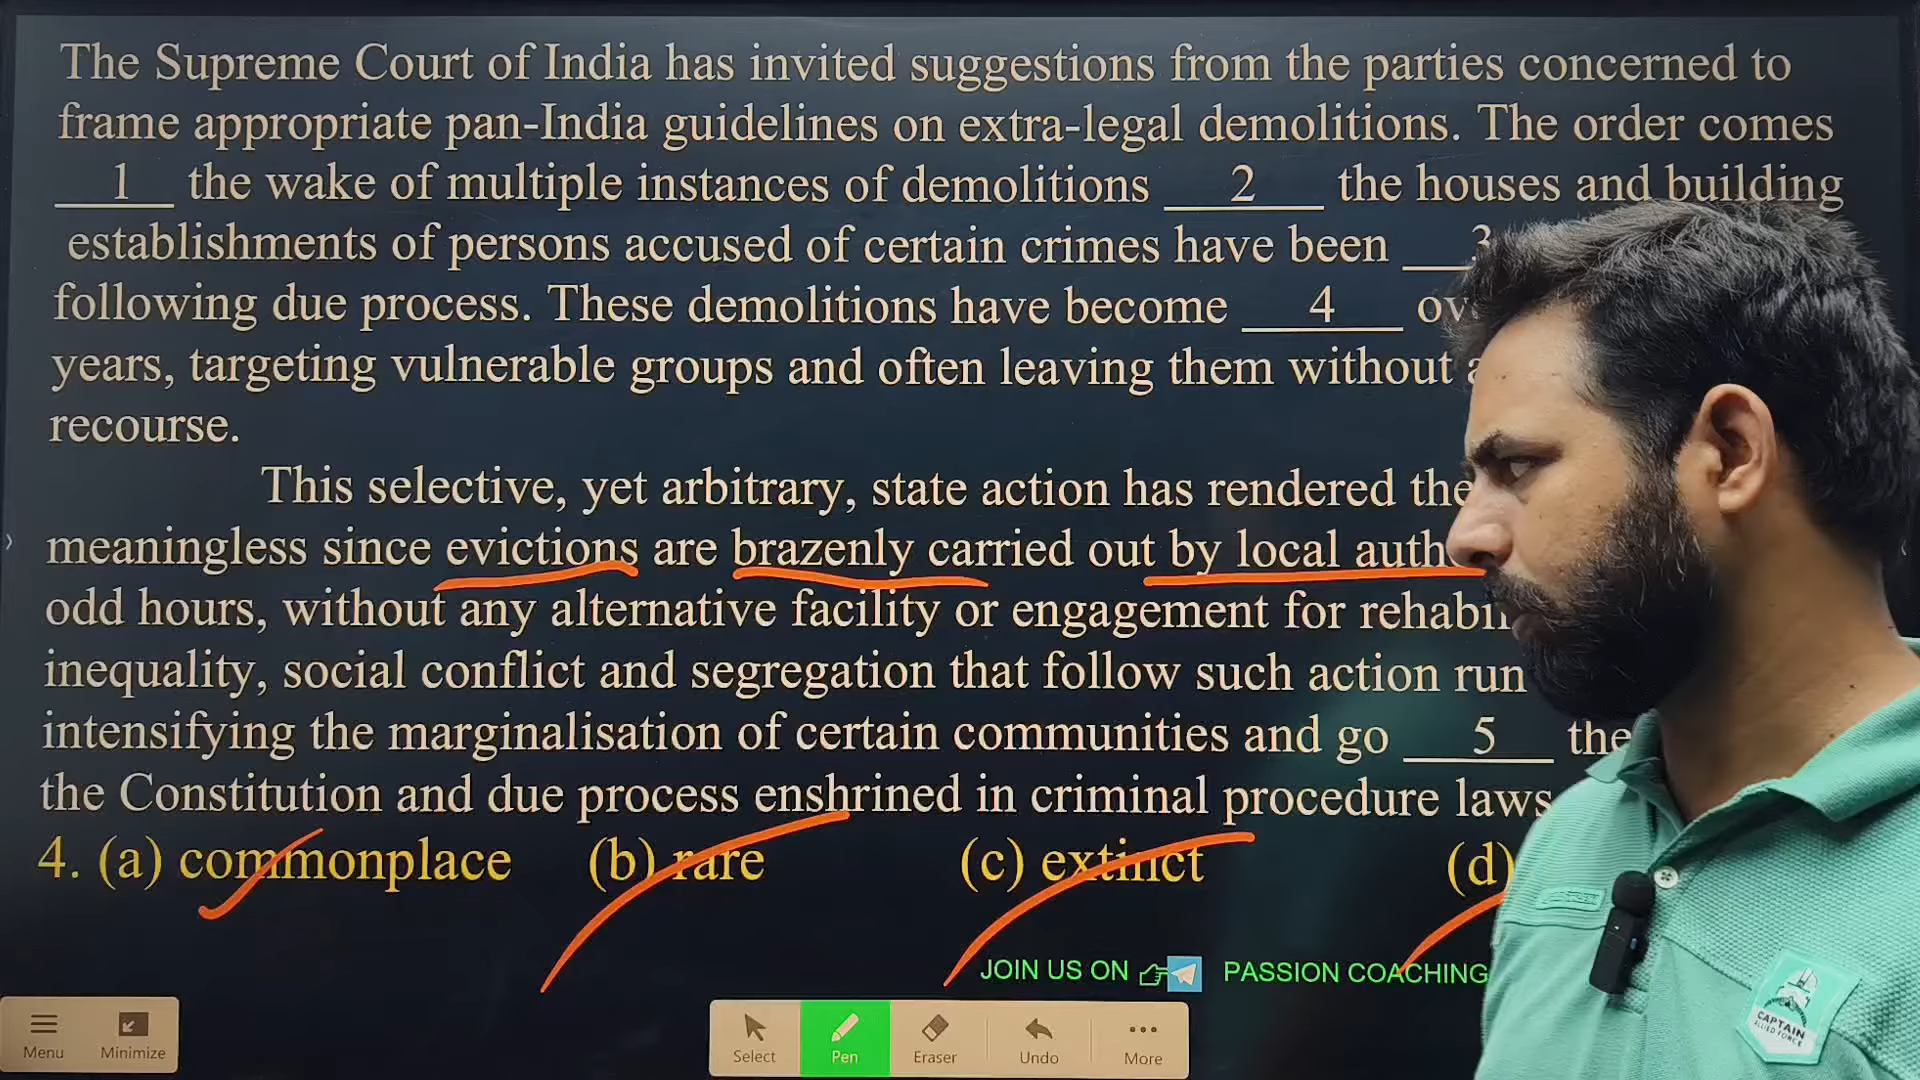 The Supreme Court of India has invited suggestions from the parties concerned to
frame appropriate pan-India guidelines on extra-legal demolitions. The order comes
1 the wake of multiple instances of demolitions 2 the houses and building
establishments of persons accused of certain crimes have been 3
following due process. These demolitions have become 4
years, targeting vulnerable groups and often leaving them without
recourse.
This selective, yet arbitrary, state action has rendered
meaningless since evictions are brazenly carried out by local
odd hours, without any alternative facility or engagement for
inequality, social conflict and segregation that follow such action run
intensifying the marginalisation of certain communities and go 5
the Constitution and due process enshrined in criminal procedure laws
4. (a) commonplace (b) rare (c) extinct (d)
JOIN US ON PASSION COACHING
Menu Minimize Select Pen Eraser Undo More
CAPTAIN
ALLIED FORCE